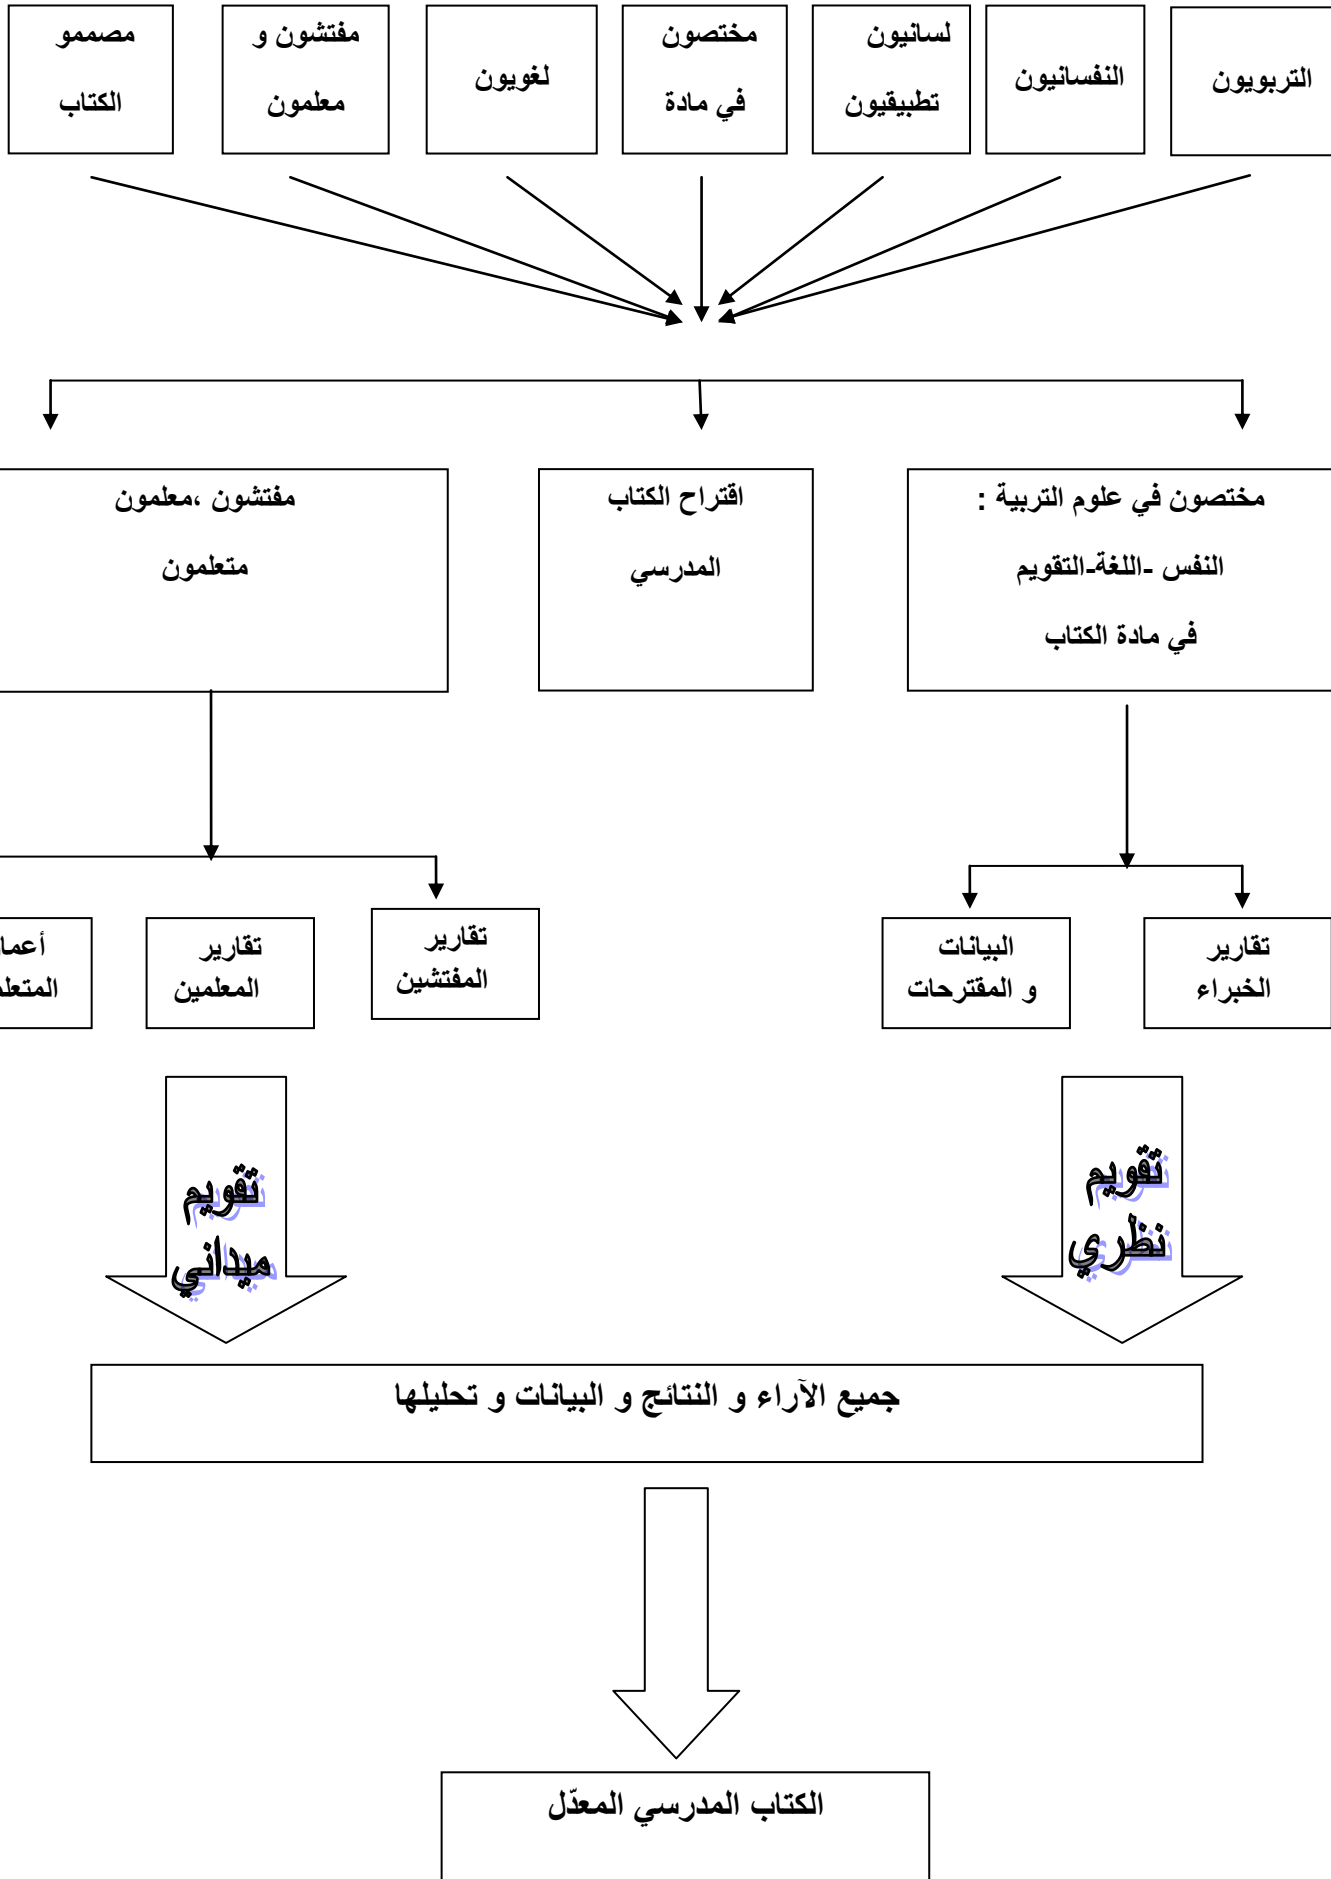 التربويون
النفسانيون
لسانيون
تطبيقيون
مختصون
في مادة
لغويون
مفتشون و
معلمون
مصممو
الكتاب
مختصون في علوم التربية :
النفس -اللغة-التقويم
في مادة الكتاب
اقتراح الكتاب
المدرسي
مفتشون ،معلمون
متعلمون
تقارير
الخبراء
البيانات
و المقترحات
تقارير
المفتشين
تقارير
المعلمين
تقويم
نظري
تقويم
ميداني
جميع الآراء و النتائج و البيانات و تحليلها
الكتاب المدرسي المعدّل